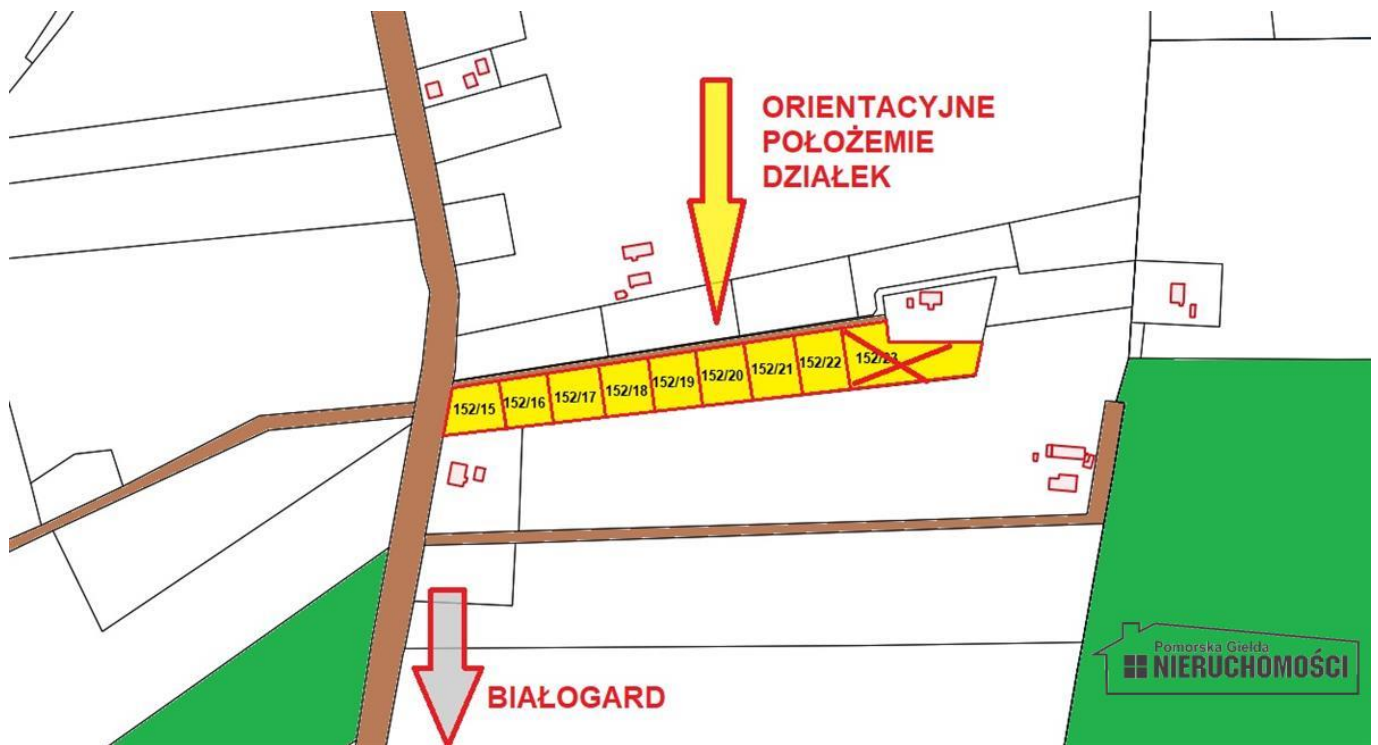 ORIENTACYJNE
POŁOŻEMIE
DZIAŁEK
152/15
152/16
152/17
152/18
152/19
152/20
152/21
152/22
152/23
BIAŁOGARD
Pomorska Giełda
NIERUCHOMOŚCI